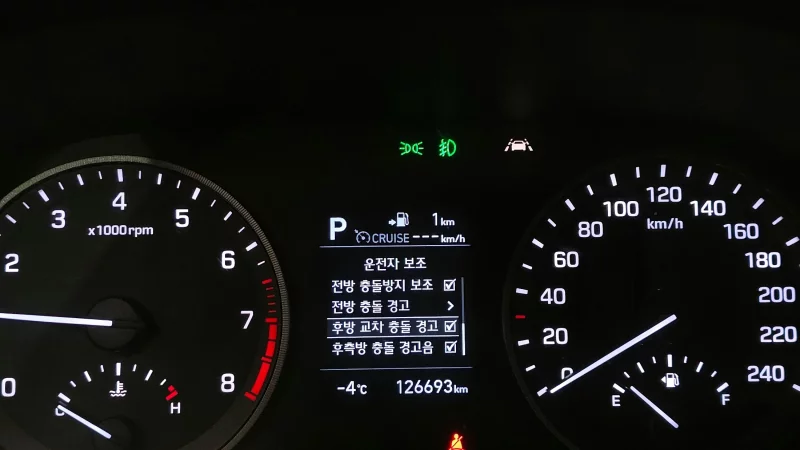 P
1 km
CRUISE ---km/h
운전자 보조
전방 충돌방지 보조
전방 충돌 경고 >
후방 교차 충돌 경고
후측방 충돌 경고음
-4°C 126693km
0
2
3
4
5
6
7
8
x1000rpm
C
H
0
20
40
60
80
100
120
140
160
180
200
220
240
km/h
E
F